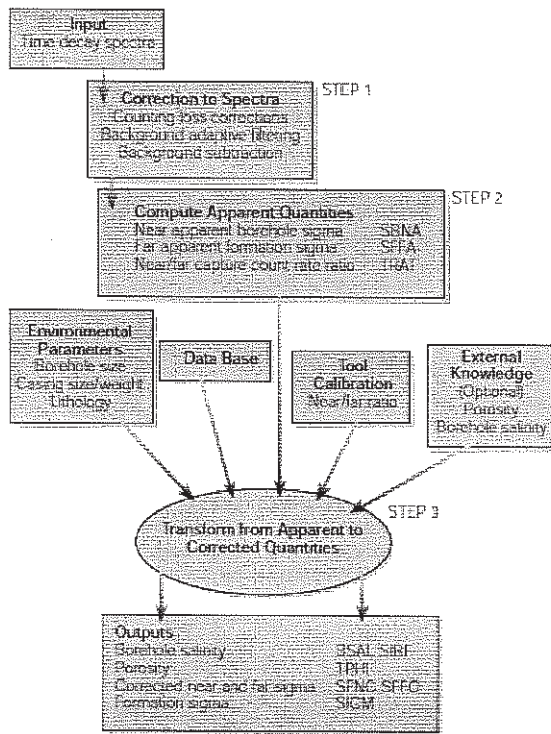 Input
Time decay spectra
STEP 1
Correction to Spectra
Counting loss corrections
Background adaptive filtering
Background subtraction
STEP 2
Compute Apparent Quantities
Near apparent borehole sigma SBNA
Far apparent formation sigma SFFA
Near/far capture count rate ratio TRAT
Environmental
Parameters
Borehole size
Casing size/weight
Lithology
Data Base
Tool
Calibration
Near/far ratio
External
Knowledge
(Optional)
Porosity
Borehole salinity
STEP 3
Transform from Apparent to
Corrected Quantities
Outputs
Borehole salinity BSAL SIBF
Porosity TPHI
Corrected near and far sigma SFNC SFFC
Formation sigma SIGM